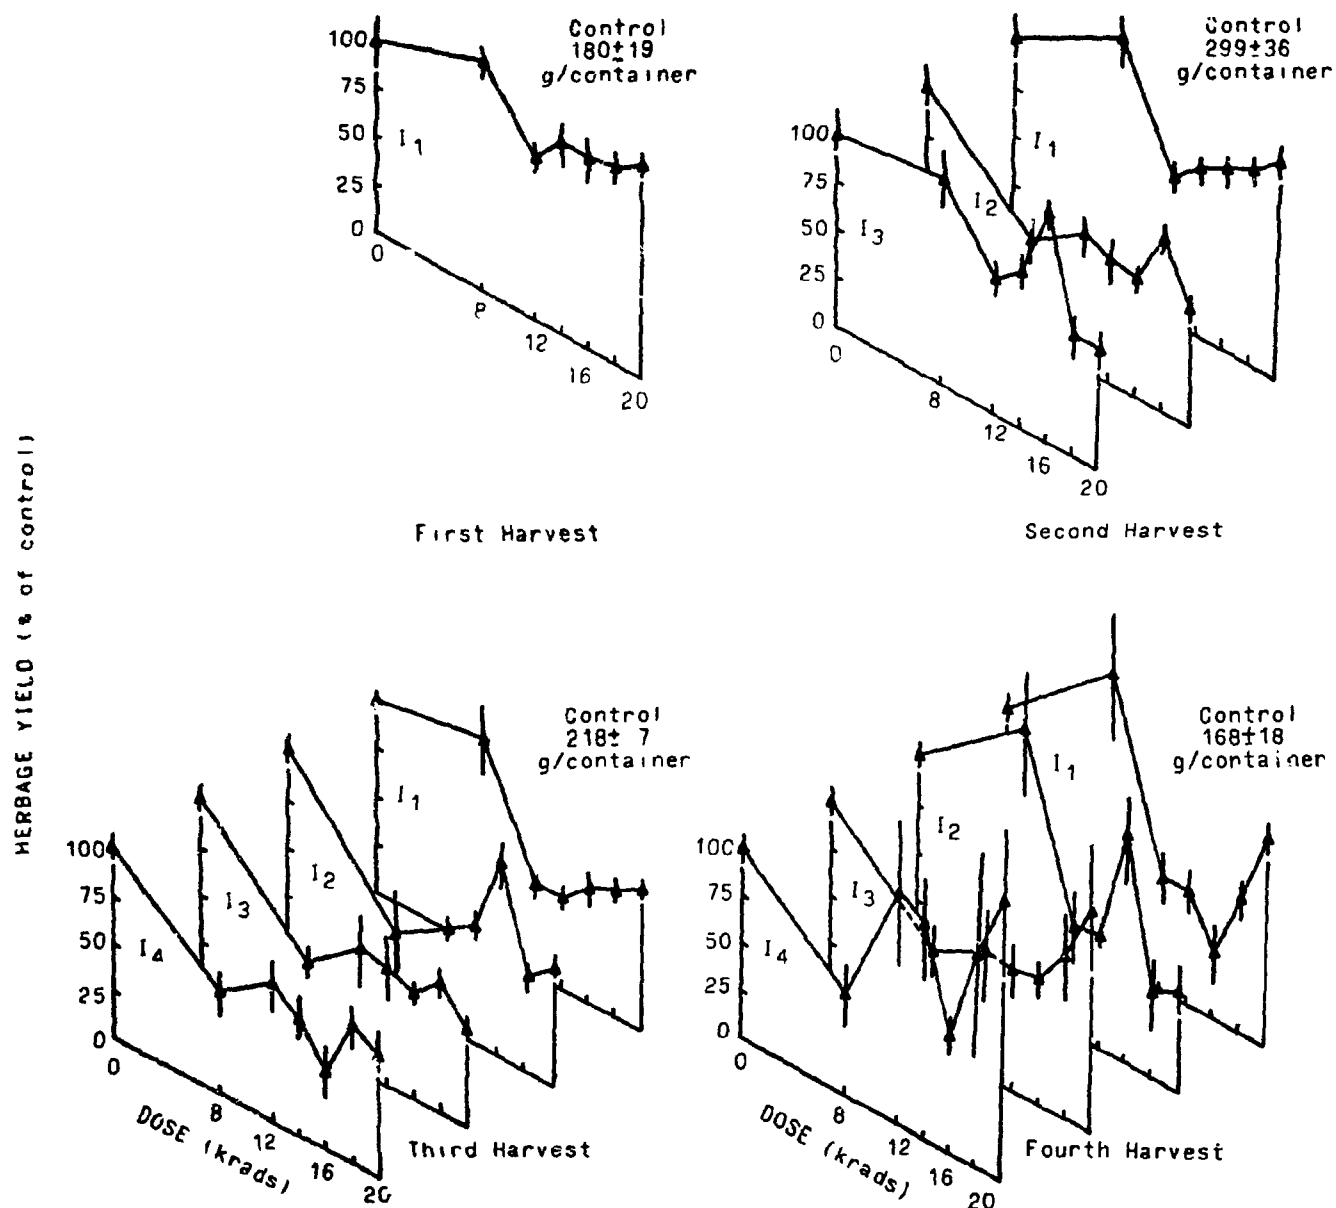 HERBAGE YIELD (% of control)
Control
180±19
g/container
100
75
50
25
0
I1
0
8
12
16
20
First Harvest
Control
299±36
g/container
100
75
50
25
0
I1
I2
I3
0
8
12
16
20
Second Harvest
Control
218± 7
g/container
100
75
50
25
0
I1
I2
I3
I4
0
8
12
16
20
DOSE (krads)
Third Harvest
Control
168±18
g/container
100
75
50
25
0
I1
I2
I3
I4
0
8
12
16
20
DOSE (krads)
Fourth Harvest